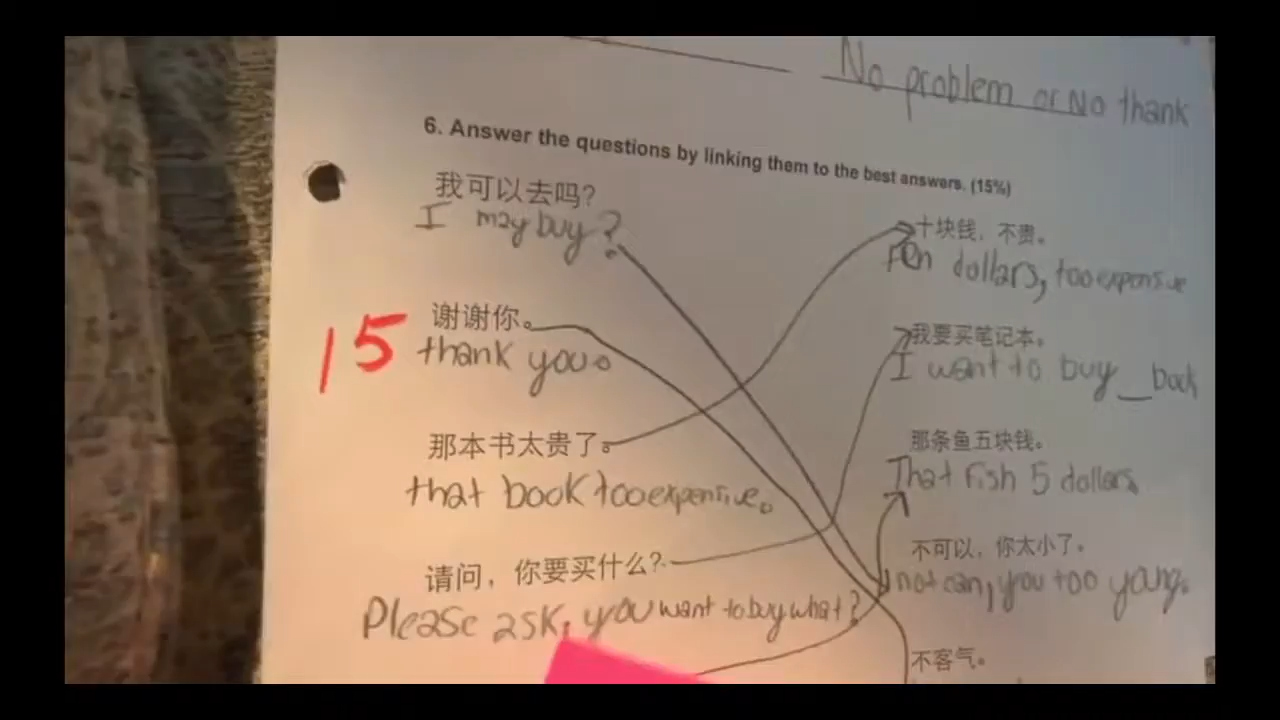 No problem or No thank
6. Answer the questions by linking them to the best answers. (15%)
我可以去吗?
I may buy?
十块钱，不贵。
Ten dollars, too expensive
谢谢你。
thank you。
15
我要买笔记本。
I want to buy __ book
那本书太贵了。
that book too expensive。
那条鱼五块钱。
That Fish 5 dollars
请问，你要买什么?
Please ask, you want to buy what?
不可以，你太小了。
not can, you too young.
不客气。